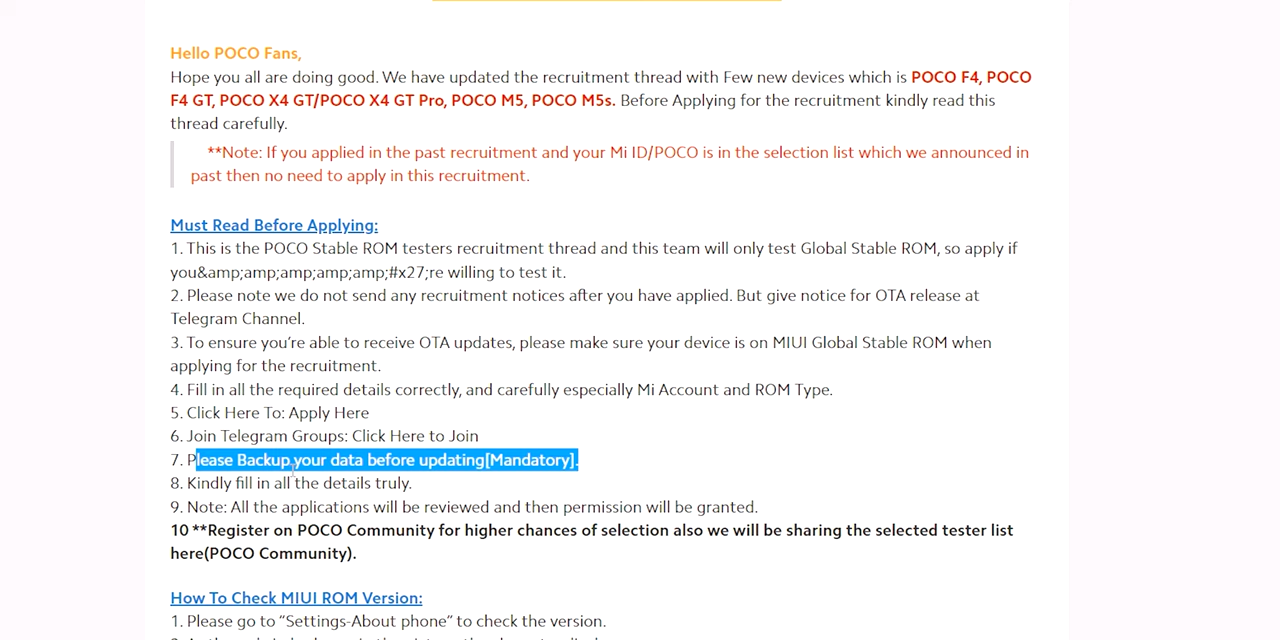 Hello POCO Fans,
Hope you all are doing good. We have updated the recruitment thread with Few new devices which is POCO F4, POCO
F4 GT, POCO X4 GT/POCO X4 GT Pro, POCO M5, POCO M5s. Before Applying for the recruitment kindly read this
thread carefully.
**Note: If you applied in the past recruitment and your Mi ID/POCO is in the selection list which we announced in
past then no need to apply in this recruitment.
Must Read Before Applying:
1. This is the POCO Stable ROM testers recruitment thread and this team will only test Global Stable ROM, so apply if
you&amp;amp;amp;amp;amp;#x27;re willing to test it.
2. Please note we do not send any recruitment notices after you have applied. But give notice for OTA release at
Telegram Channel.
3. To ensure you’re able to receive OTA updates, please make sure your device is on MIUI Global Stable ROM when
applying for the recruitment.
4. Fill in all the required details correctly, and carefully especially Mi Account and ROM Type.
5. Click Here To: Apply Here
6. Join Telegram Groups: Click Here to Join
7. Please Backup your data before updating[Mandatory].
8. Kindly fill in all the details truly.
9. Note: All the applications will be reviewed and then permission will be granted.
10 **Register on POCO Community for higher chances of selection also we will be sharing the selected tester list
here(POCO Community).
How To Check MIUI ROM Version:
1. Please go to “Settings-About phone” to check the version.